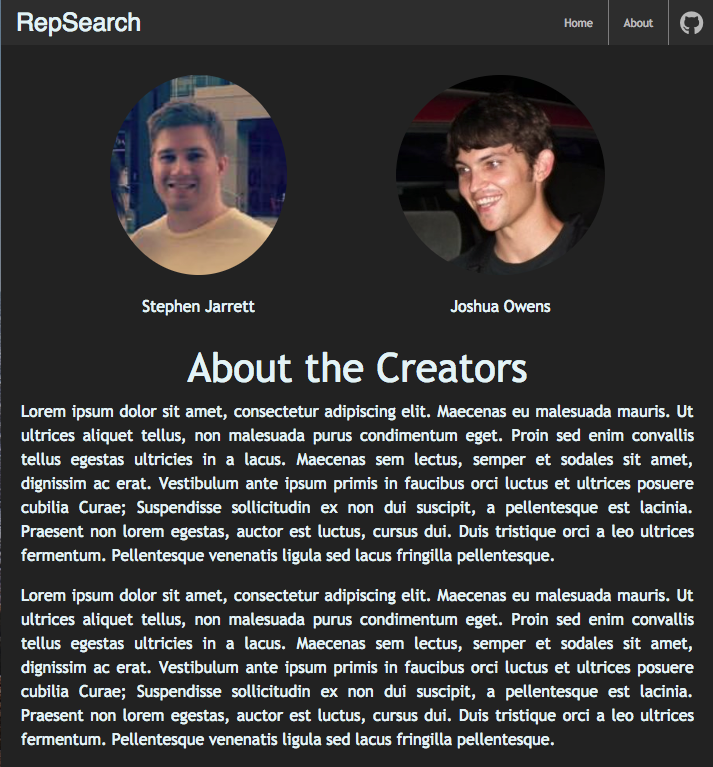 RepSearch
Home
About
Stephen Jarrett
Joshua Owens
About the Creators
Lorem ipsum dolor sit amet, consectetur adipiscing elit. Maecenas eu malesuada mauris. Ut
ultrices aliquet tellus, non malesuada purus condimentum eget. Proin sed enim convallis
tellus egestas ultricies in a lacus. Maecenas sem lectus, semper et sodales sit amet,
dignissim ac erat. Vestibulum ante ipsum primis in faucibus orci luctus et ultrices posuere
cubilia Curae; Suspendisse sollicitudin ex non dui suscipit, a pellentesque est lacinia.
Praesent non lorem egestas, auctor est luctus, cursus dui. Duis tristique orci a leo ultrices
fermentum. Pellentesque venenatis ligula sed lacus fringilla pellentesque.
Lorem ipsum dolor sit amet, consectetur adipiscing elit. Maecenas eu malesuada mauris. Ut
ultrices aliquet tellus, non malesuada purus condimentum eget. Proin sed enim convallis
tellus egestas ultricies in a lacus. Maecenas sem lectus, semper et sodales sit amet,
dignissim ac erat. Vestibulum ante ipsum primis in faucibus orci luctus et ultrices posuere
cubilia Curae; Suspendisse sollicitudin ex non dui suscipit, a pellentesque est lacinia.
Praesent non lorem egestas, auctor est luctus, cursus dui. Duis tristique orci a leo ultrices
fermentum. Pellentesque venenatis ligula sed lacus fringilla pellentesque.